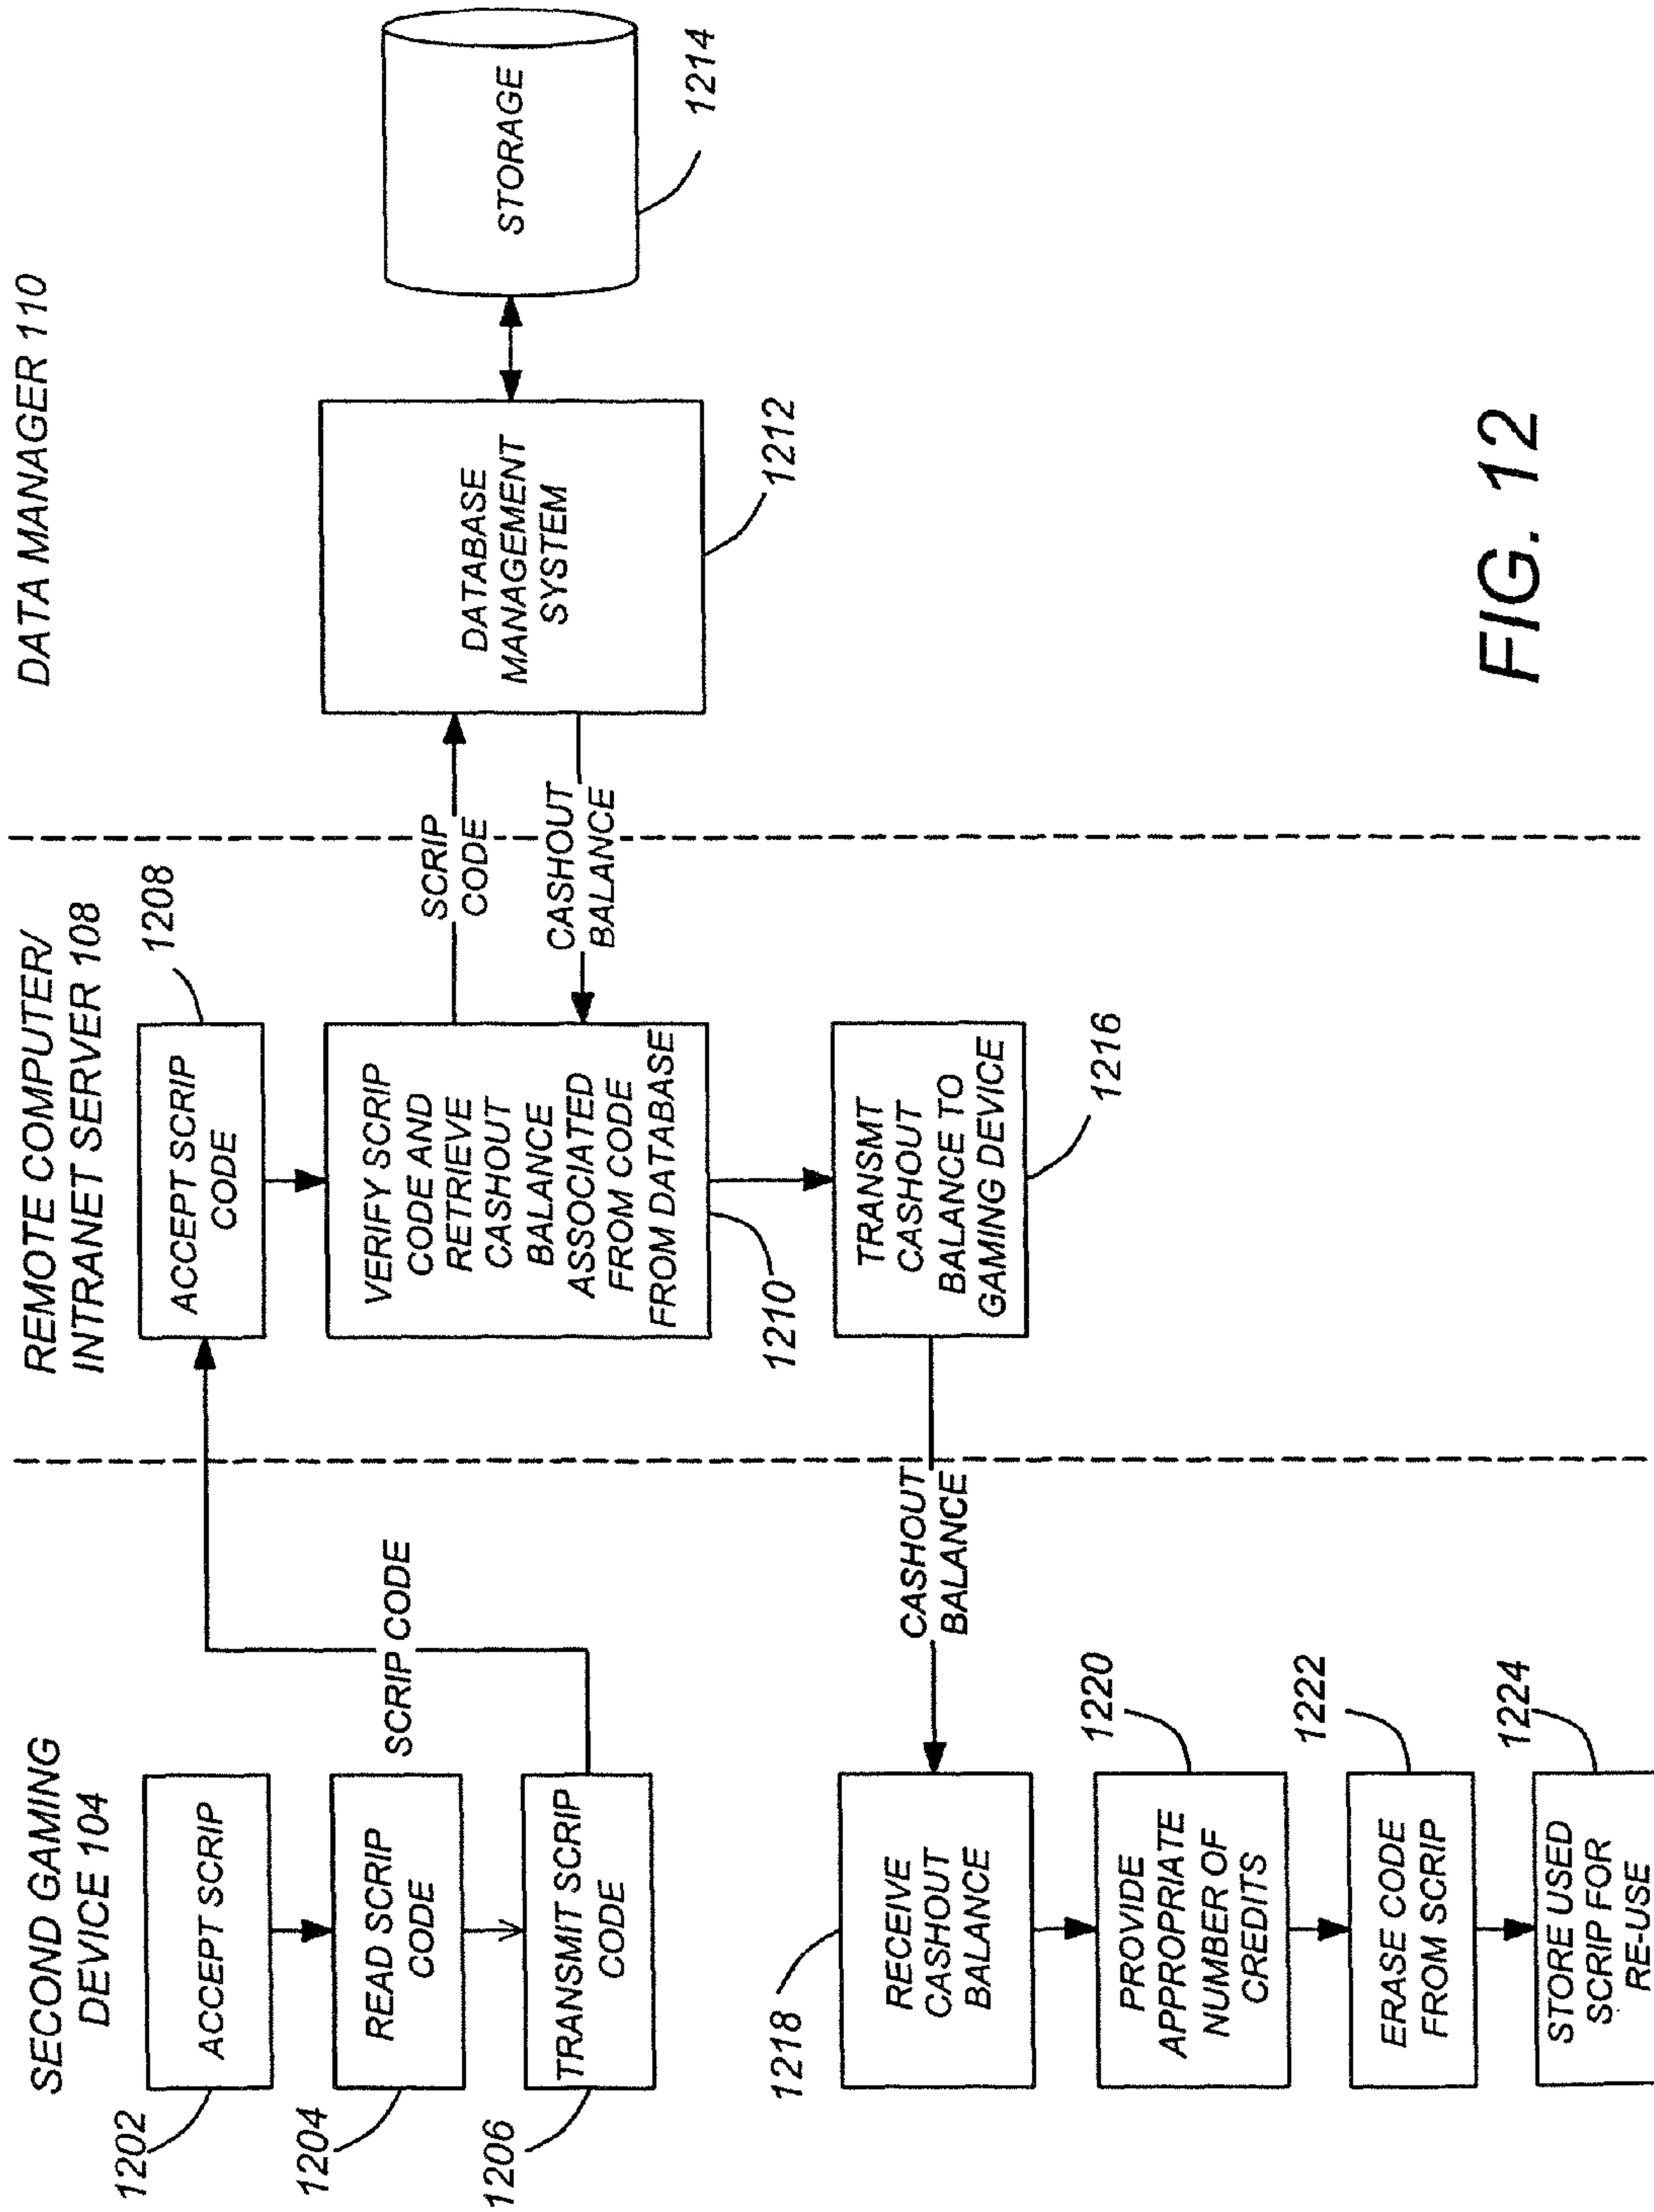 SECOND GAMING
DEVICE 104
1202
ACCEPT SCRIP
1204
READ SCRIP
CODE
1206
TRANSMIT SCRIP
CODE
SCRIP CODE
1218
RECEIVE
CASHOUT
BALANCE
PROVIDE
APPROPRIATE
NUMBER OF
CREDITS
1220
ERASE CODE
FROM SCRIP
1222
STORE USED
SCRIP FOR
RE-USE
1224
CASHOUT
BALANCE
REMOTE COMPUTER/
INTRANET SERVER 108
ACCEPT SCRIP
CODE
1208
VERIFY SCRIP
CODE AND
RETRIEVE
CASHOUT
BALANCE
ASSOCIATED
FROM CODE
FROM DATABASE
1210
TRANSMT
CASHOUT
BALANCE TO
GAMING DEVICE
1216
SCRIP
CODE
CASHOUT
BALANCE
DATA MANAGER 110
DATABASE
MANAGEMENT
SYSTEM
1212
STORAGE
1214
FIG. 12